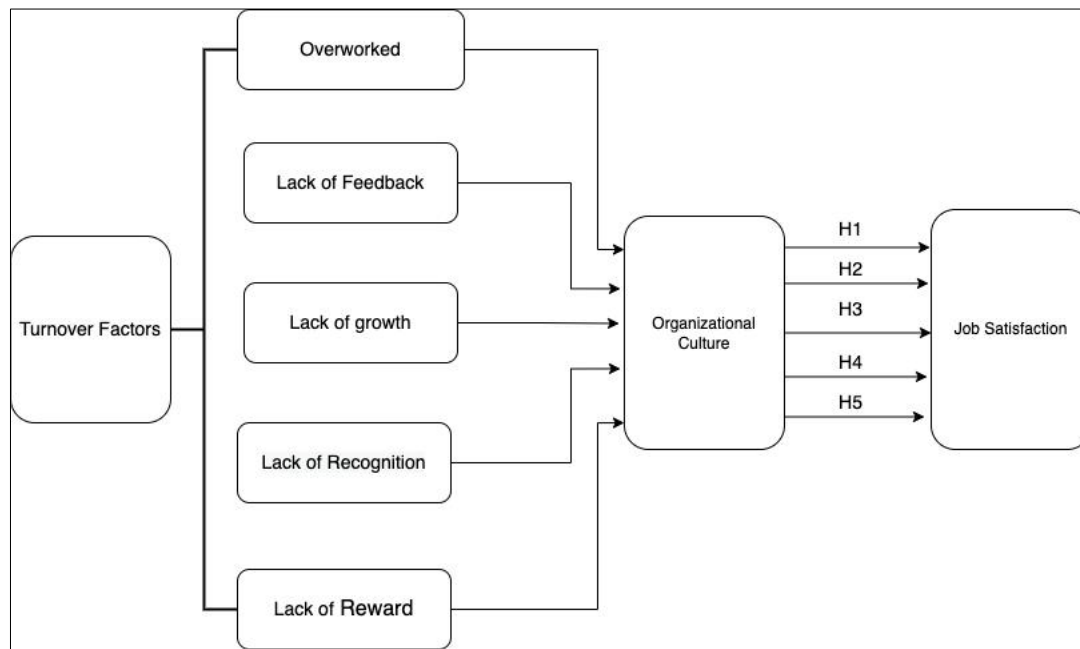 Overworked
Lack of Feedback
Turnover Factors
Lack of growth
Lack of Recognition
Lack of Reward
Organizational
Culture
H1
H2
H3
H4
H5
Job Satisfaction